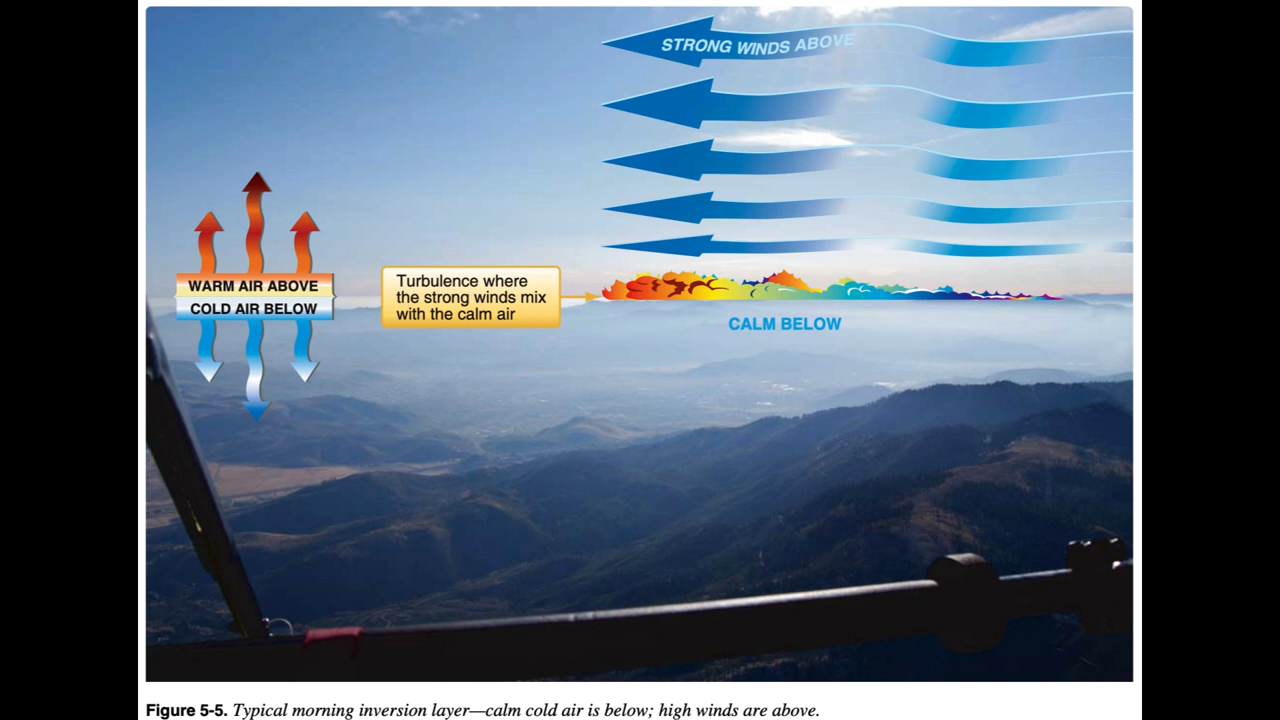 STRONG WINDS ABOVE
WARM AIR ABOVE
COLD AIR BELOW
Turbulence where
the strong winds mix
with the calm air
CALM BELOW
Figure 5-5. Typical morning inversion layer—calm cold air is below; high winds are above.